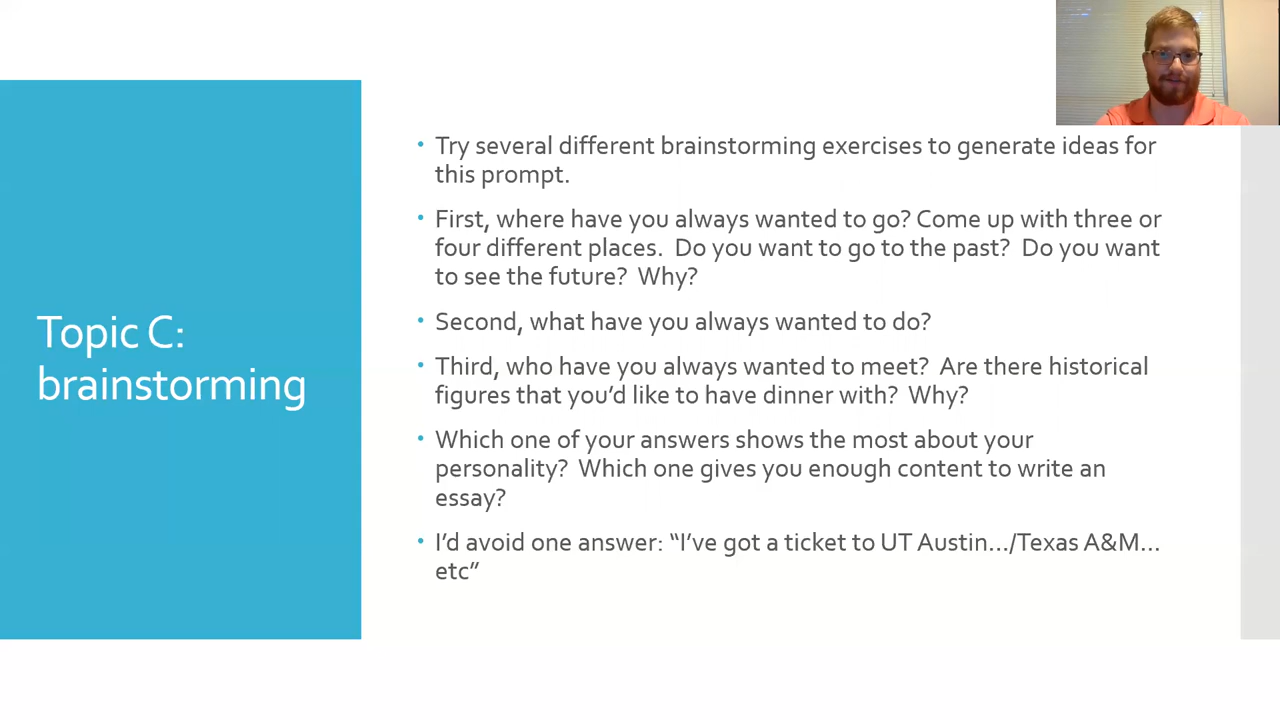 Topic C:
brainstorming
• Try several different brainstorming exercises to generate ideas for
this prompt.
• First, where have you always wanted to go? Come up with three or
four different places.  Do you want to go to the past?  Do you want
to see the future?  Why?
• Second, what have you always wanted to do?
• Third, who have you always wanted to meet?  Are there historical
figures that you’d like to have dinner with?  Why?
• Which one of your answers shows the most about your
personality?  Which one gives you enough content to write an
essay?
• I’d avoid one answer: “I’ve got a ticket to UT Austin…/Texas A&M…
etc”